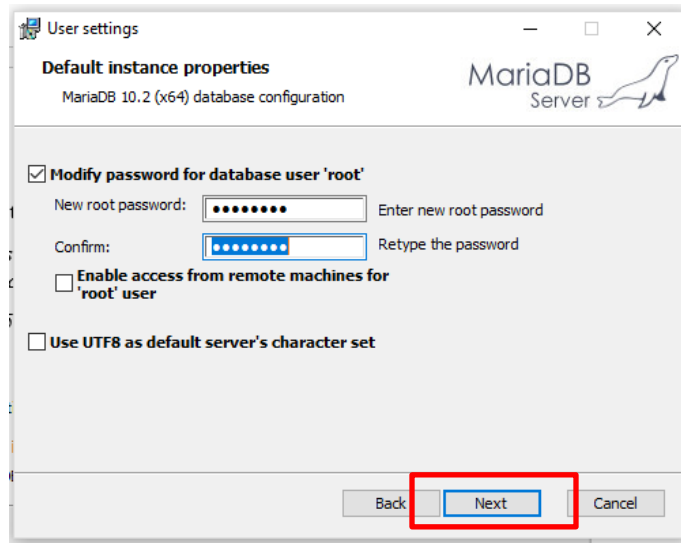 User settings
Default instance properties
MariaDB 10.2 (x64) database configuration
MariaDB
Server
Modify password for database user 'root'
New root password:
Enter new root password
Confirm:
Retype the password
Enable access from remote machines for
'root' user
Use UTF8 as default server's character set
Back
Next
Cancel